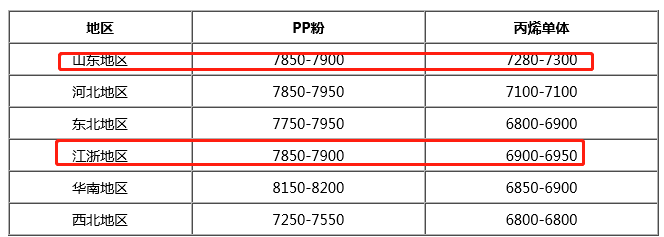 地区 PP粉 丙烯单体
山东地区 7850-7900 7280-7300
河北地区 7850-7950 7100-7100
东北地区 7750-7950 6800-6900
江浙地区 7850-7900 6900-6950
华南地区 8150-8200 6850-6900
西北地区 7250-7550 6800-6800